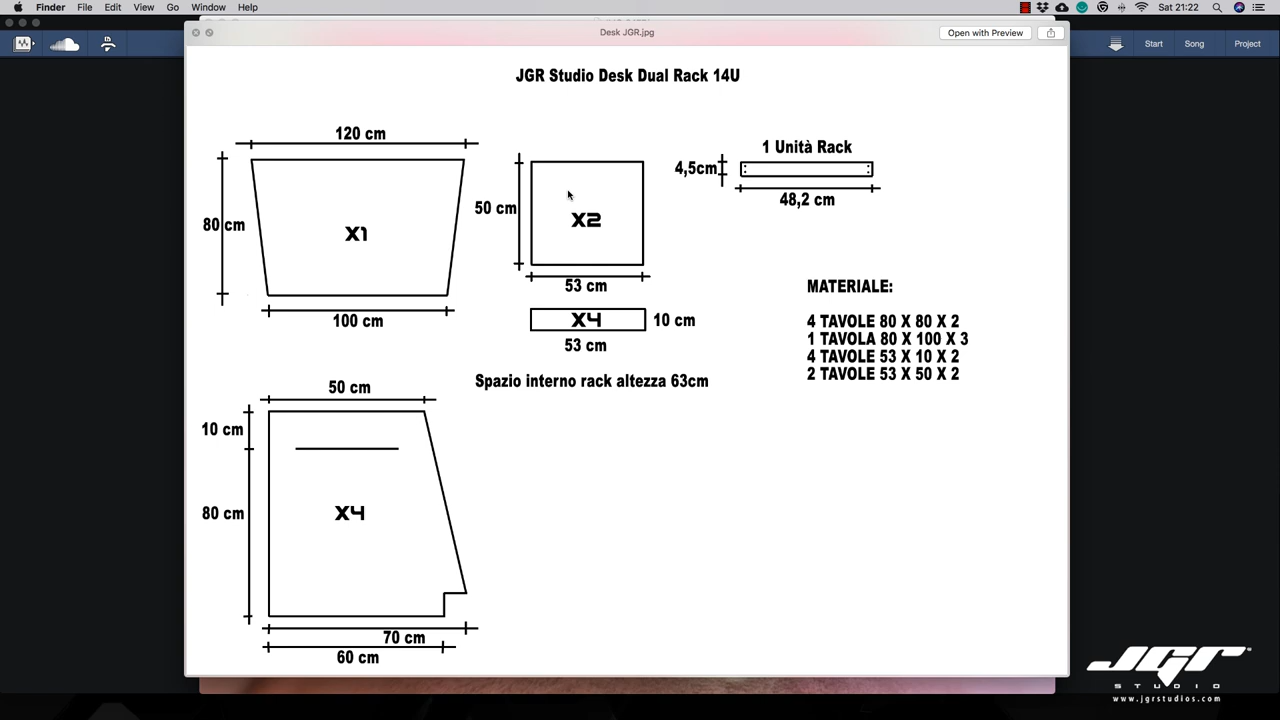 Finder File Edit View Go Window Help
Sat 21:22
Start Song Project
Desk JGR.jpg
Open with Preview
JGR Studio Desk Dual Rack 14U
120 cm
80 cm
X1
100 cm
50 cm
X2
53 cm
X4
10 cm
53 cm
1 Unità Rack
4,5cm
48,2 cm
Spazio interno rack altezza 63cm
MATERIALE:
4 TAVOLE 80 X 80 X 2
1 TAVOLA 80 X 100 X 3
4 TAVOLE 53 X 10 X 2
2 TAVOLE 53 X 50 X 2
50 cm
10 cm
80 cm
X4
70 cm
60 cm
JGR
STUDIO
www.jgrstudios.com